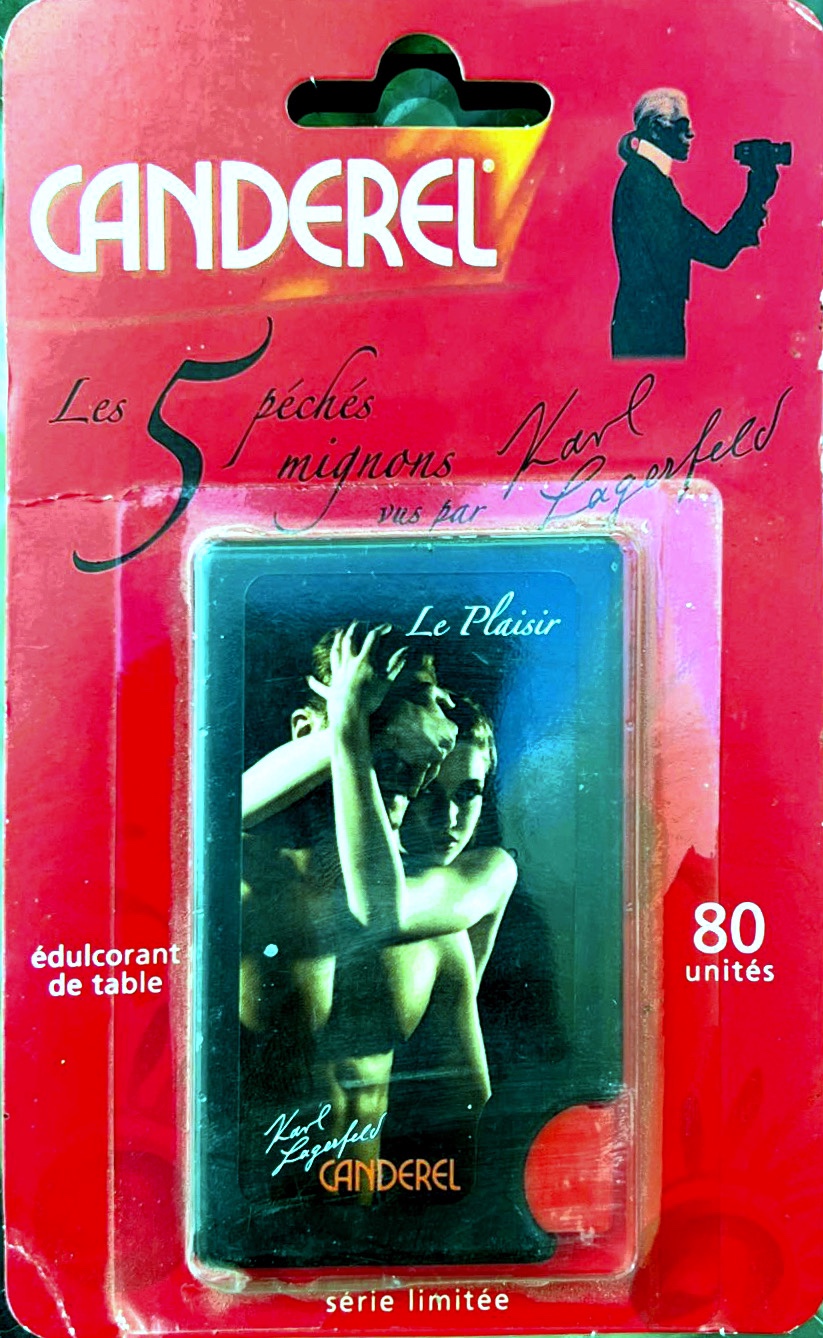 CANDEREL
Les 5 péchés
mignons
vus par Karl
Lagerfeld
Le Plaisir
édulcorant
de table
80
unités
Karl
Lagerfeld
CANDEREL
série limitée